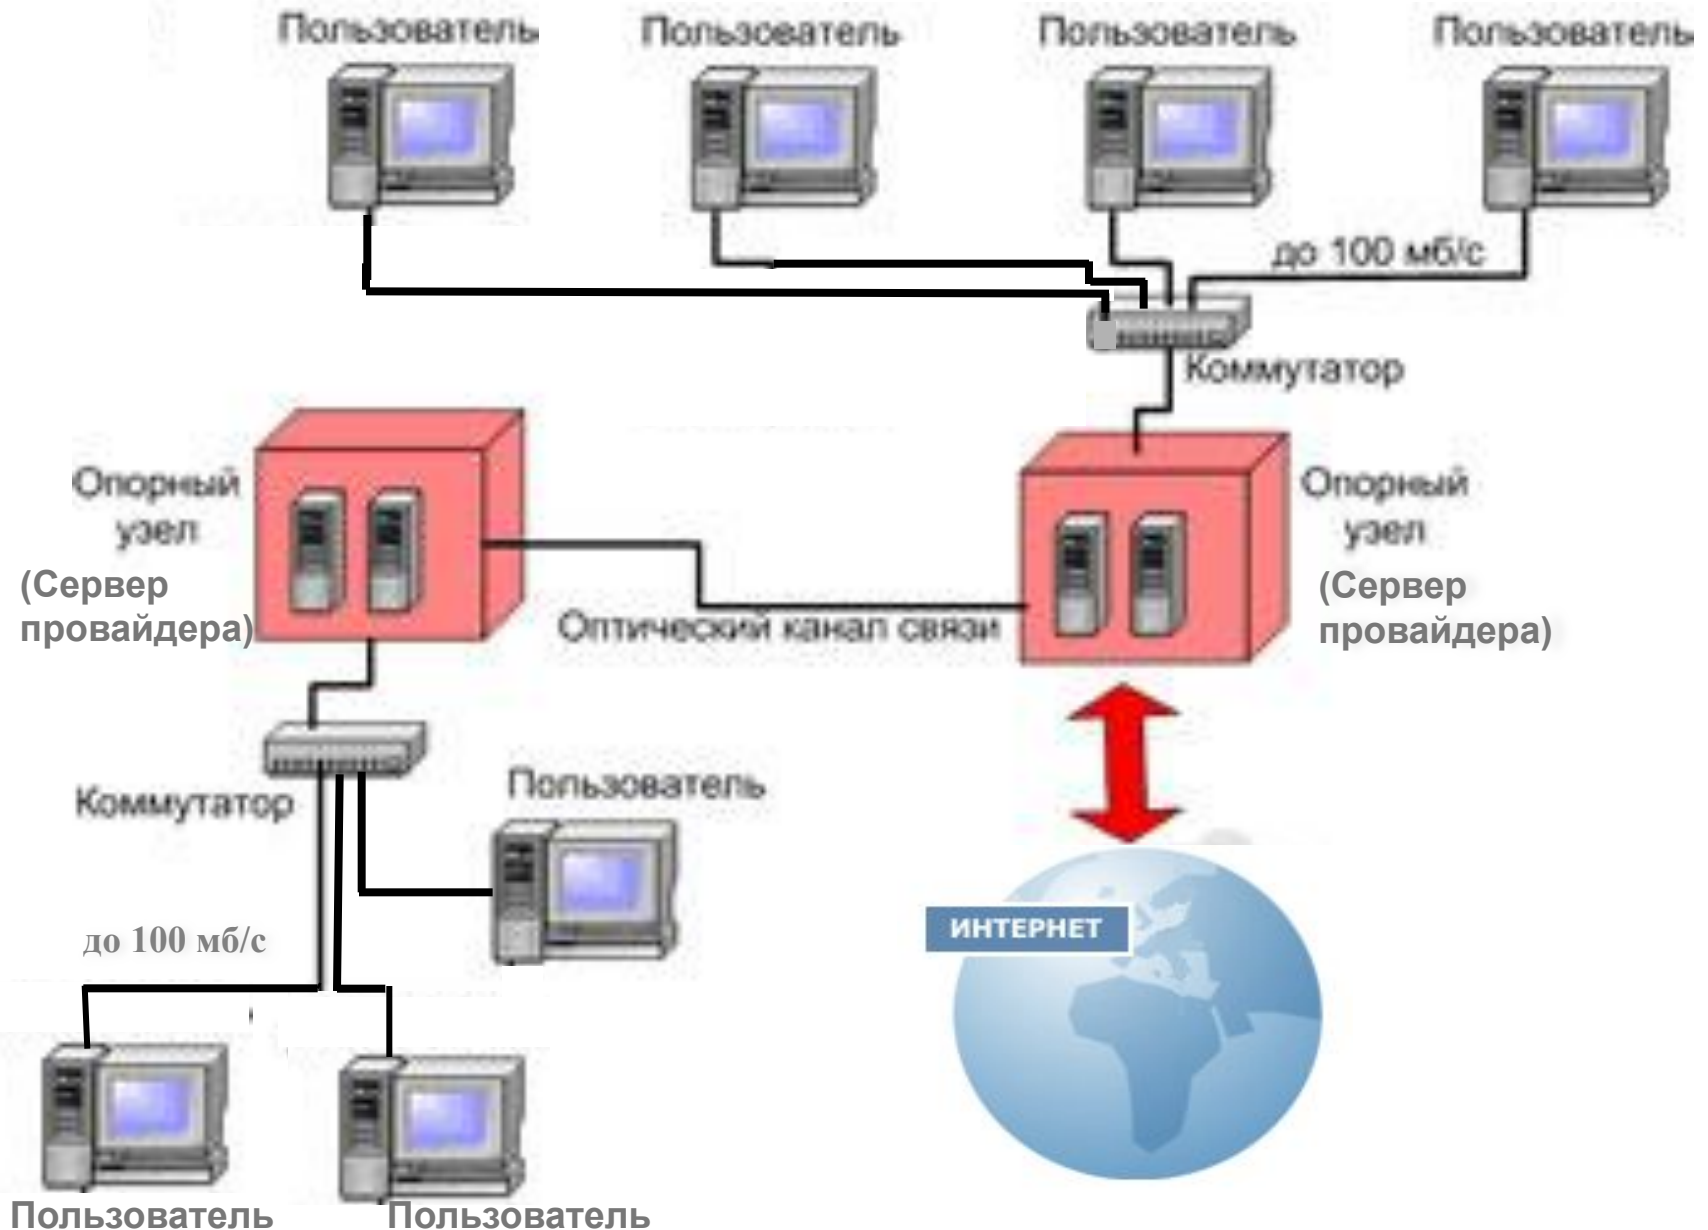 Пользователь
Пользователь
Пользователь
Пользователь
до 100 мб/с
Коммутатор
Опорный
узел
(Сервер
провайдера)
Оптический канал связи
Опорный
узел
(Сервер
провайдера)
Коммутатор
Пользователь
до 100 мб/с
ИНТЕРНЕТ
Пользователь
Пользователь